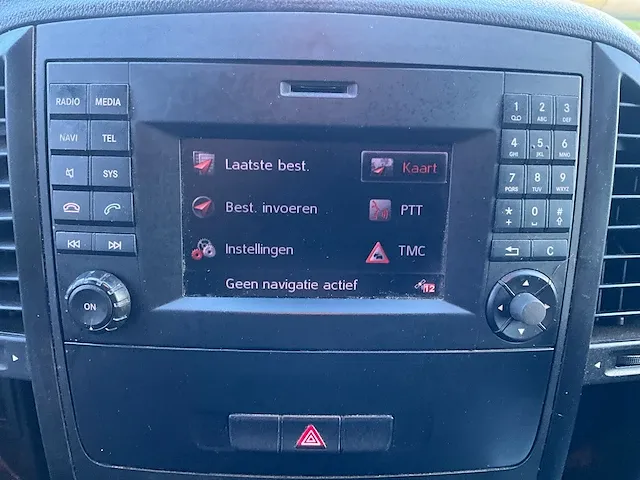 RADIO MEDIA
NAVI TEL
SYS
ON
Laatste best. Kaart
Best. invoeren PTT
Instellingen TMC
Geen navigatie actief 12
1 2 ABC 3 DEF
4 GHI 5 JKL 6 MNO
7 PQRS 8 TUV 9 WXYZ
* + 0 #
C